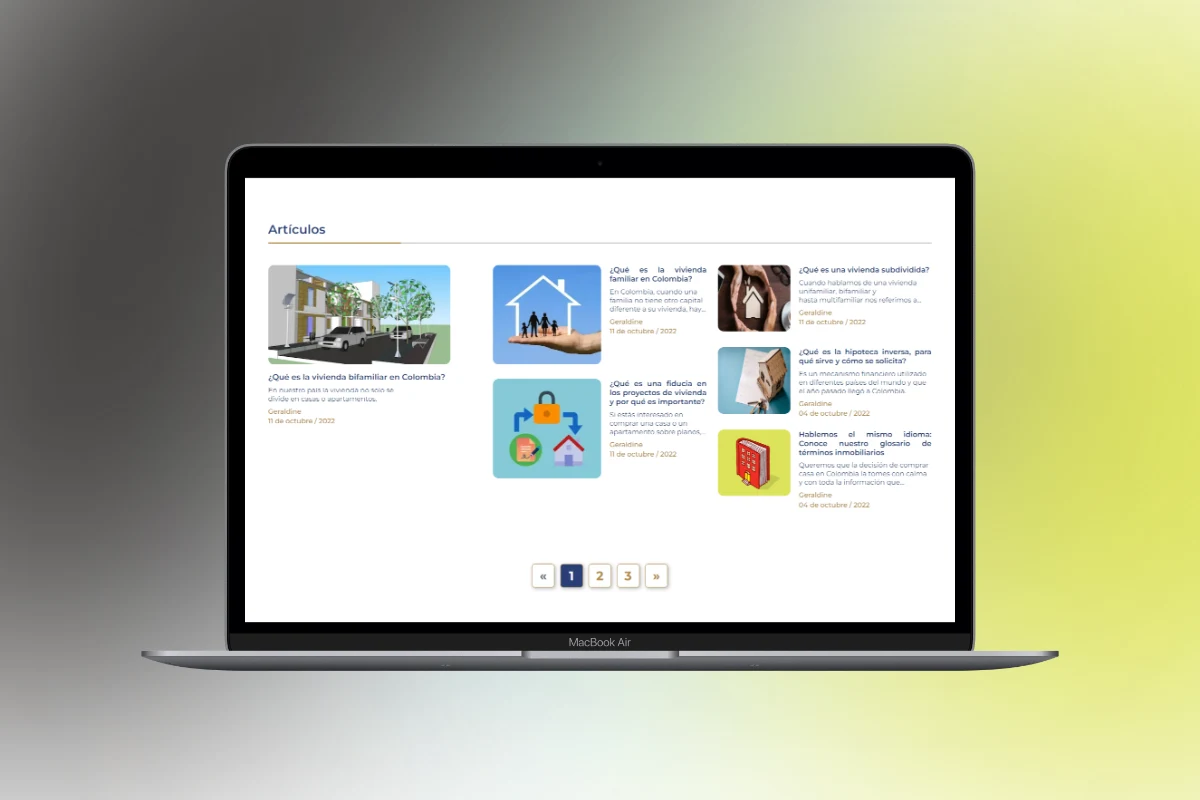 Artículos
¿Qué es la vivienda bifamiliar en Colombia?
En nuestro país la vivienda no solo se
divide en casas o apartamentos.
Geraldine
11 de octubre / 2022
¿Qué es la vivienda
familiar en Colombia?
En Colombia, cuando una
familia no tiene otro capital
diferente a su vivienda, hay...
Geraldine
11 de octubre / 2022
¿Qué es una fiducia en
los proyectos de vivienda
y por qué es importante?
Si estás interesado en
comprar una casa o un
apartamento sobre planos,...
Geraldine
11 de octubre / 2022
¿Qué es una vivienda subdividida?
Cuando hablamos de una vivienda
unifamiliar, bifamiliar y
hasta multifamiliar nos referimos a...
Geraldine
11 de octubre / 2022
¿Qué es la hipoteca inversa, para
qué sirve y cómo se solicita?
Es un mecanismo financiero utilizado
en diferentes países del mundo y que
el año pasado llegó a Colombia.
Geraldine
04 de octubre / 2022
Hablemos el mismo idioma:
Conoce nuestro glosario de
términos inmobiliarios
Queremos que la decisión de comprar
casa en Colombia la tomes con calma
y con toda la información que...
Geraldine
04 de octubre / 2022
« 1 2 3 »
MacBook Air